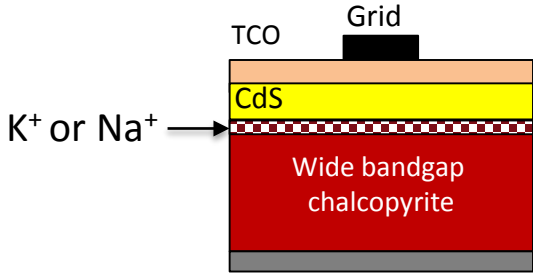 Grid
TCO
CdS
K⁺ or Na⁺
Wide bandgap
chalcopyrite